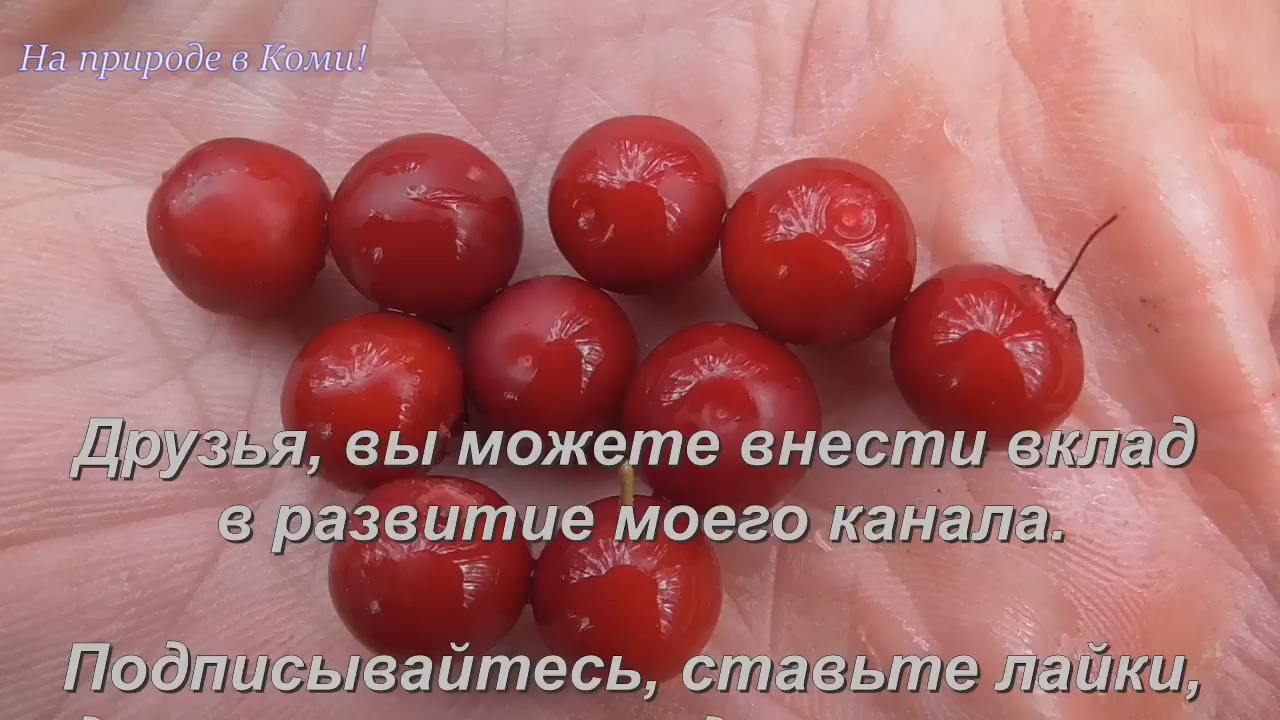 На природе в Коми!
Друзья, вы можете внести вклад
в развитие моего канала.
Подписывайтесь, ставьте лайки,